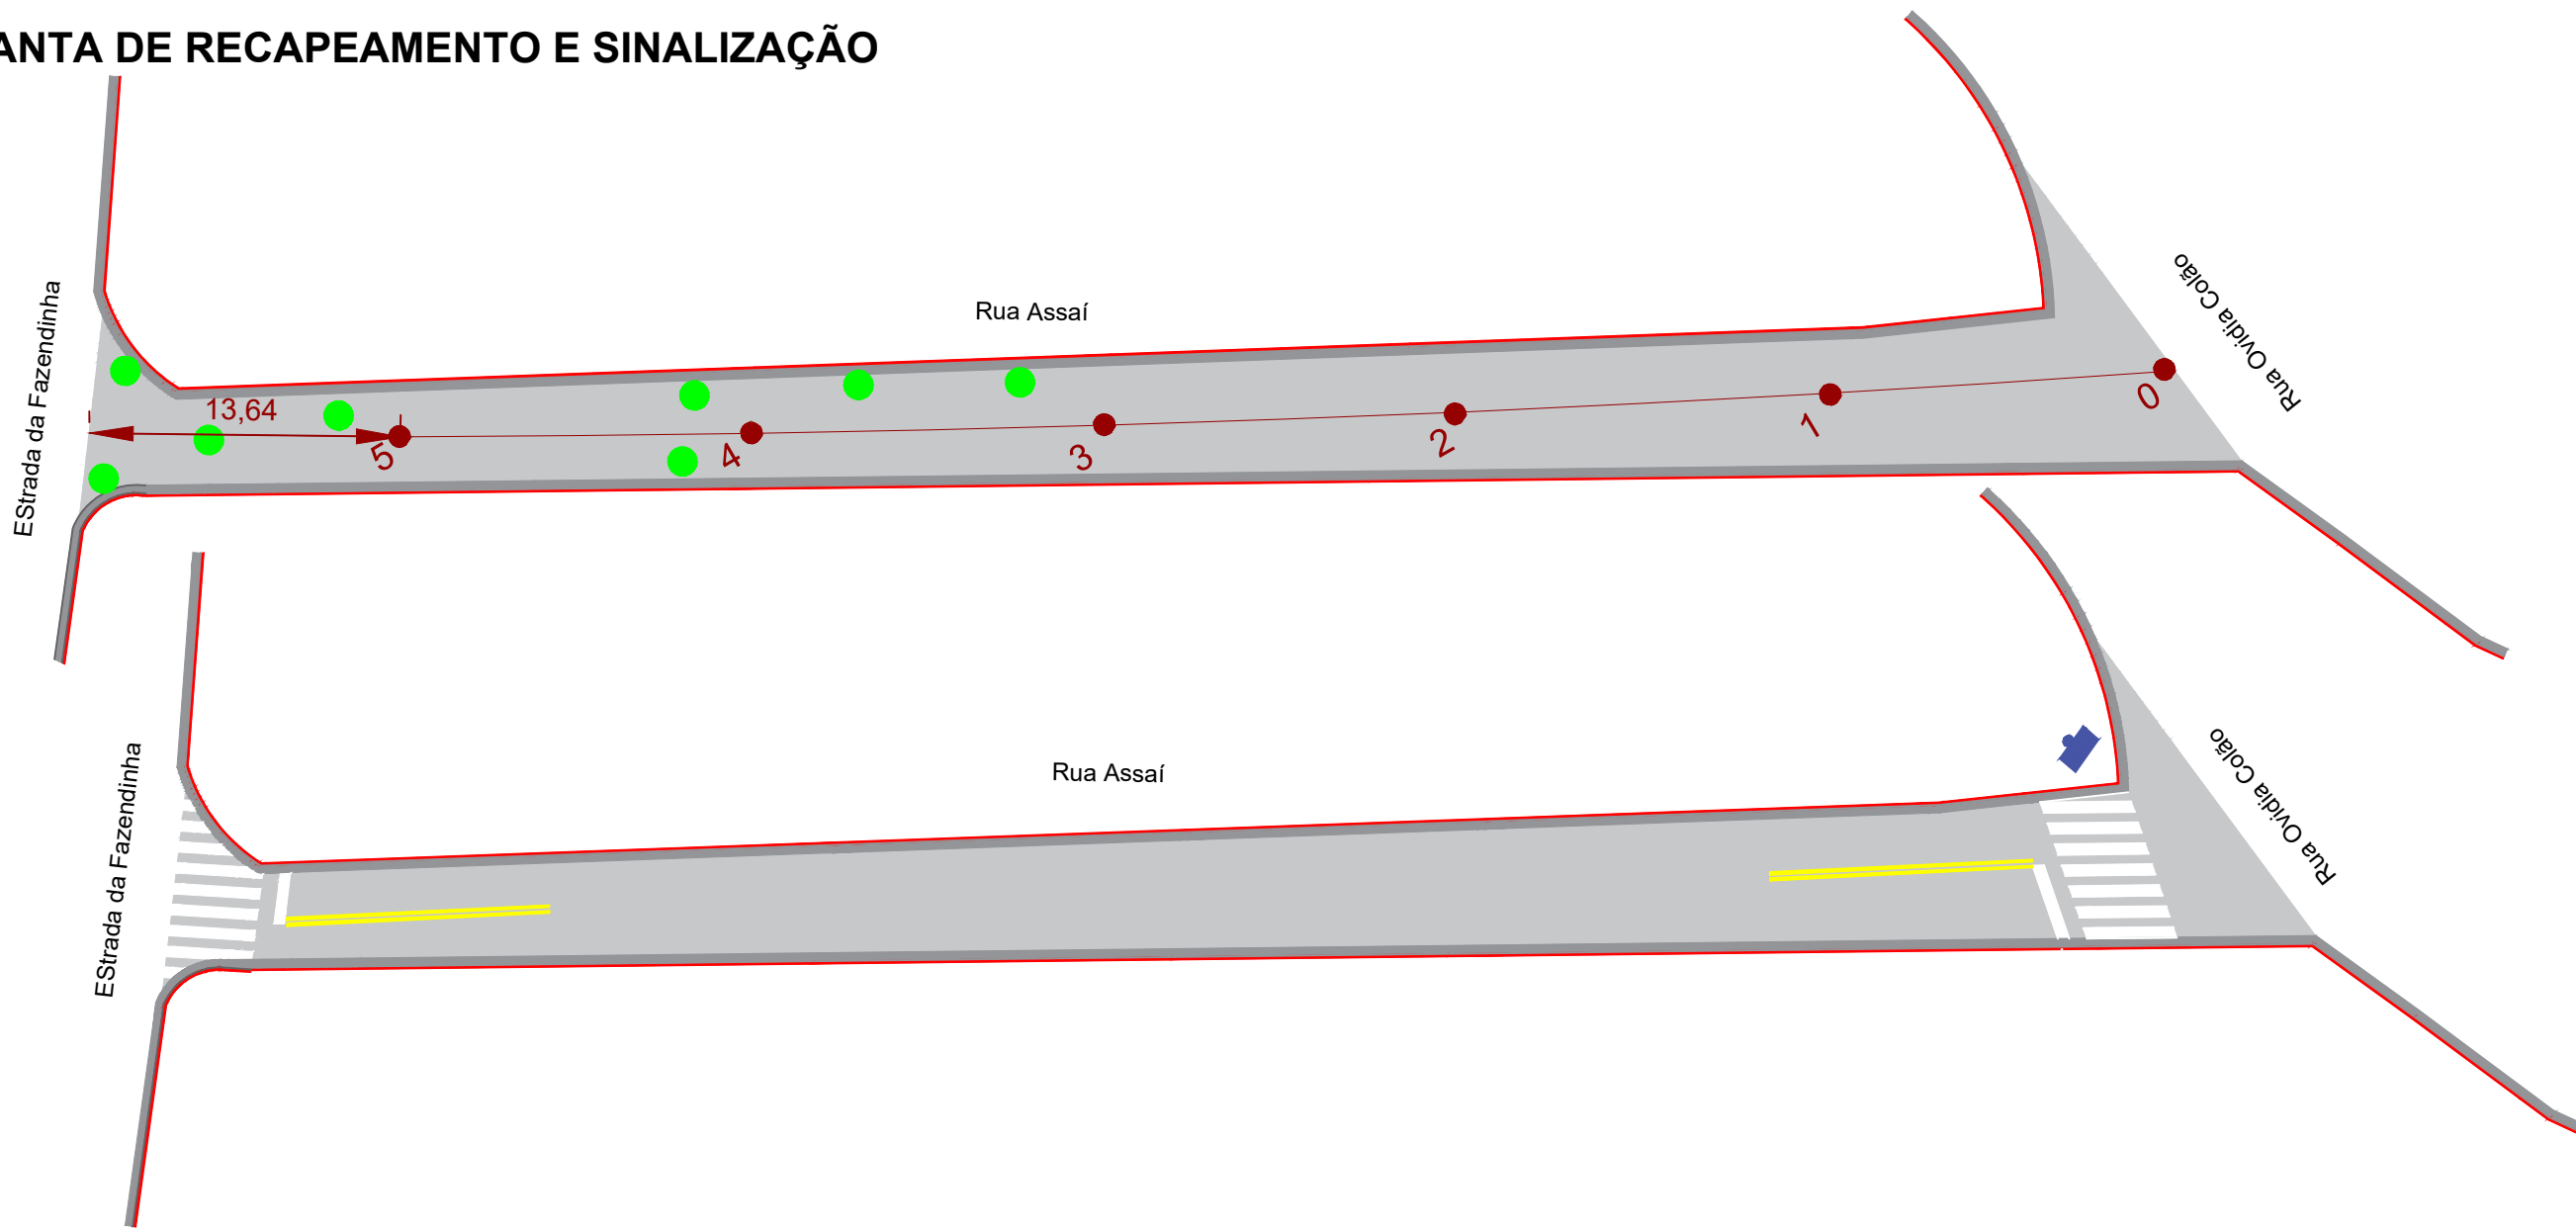 ANTA DE RECAPEAMENTO E SINALIZAÇÃO
EStrada da Fazendinha
Rua Assaí
Rua Ovidia Colão
13,64
5
4
3
2
1
0
EStrada da Fazendinha
Rua Assaí
Rua Ovidia Colão